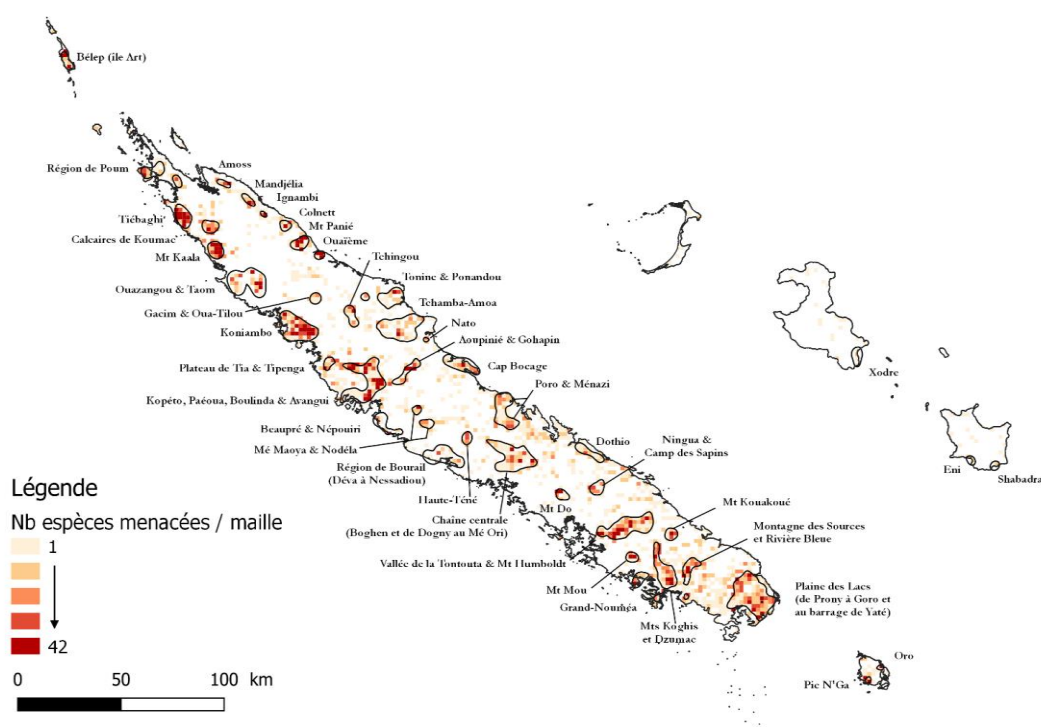 Bélep (île Art)
Région de Poum
Amoss
Mandjélia
Ignambi
Colnett
Mt Panié
Ouaïème
Tiébaghi
Calcaires de Koumac
Mt Kaala
Tchingou
Ouazangou & Taom
Tonine & Ponandou
Gacim & Oua-Tilou
Tchamba-Amoa
Koniambo
Nato
Aoupinié & Gohapin
Plateau de Tia & Tipenga
Cap Bocage
Xodre
Kopéto, Paéoua, Boulinda & Avangui
Poro & Ménazi
Beaupré & Népouiri
Mé Maoya & Nodéla
Dothio
Ningua &
Camp des Sapins
Région de Bourail
(Déva à Nessadiou)
Eni
Shabadra
Haute-Téné
Mt Do
Mt Kouakoué
Chaîne centrale
(Boghen et de Dogny au Mé Ori)
Montagne des Sources
et Rivière Bleue
Vallée de la Tontouta & Mt Humboldt
Mt Mou
Plaine des Lacs
(de Prony à Goro et
au barrage de Yaté)
Grand-Nouméa
Mts Koghis
et Dzumac
Oro
Pic N'Ga
Légende
Nb espèces menacées / maille
1
42
0 50 100 km